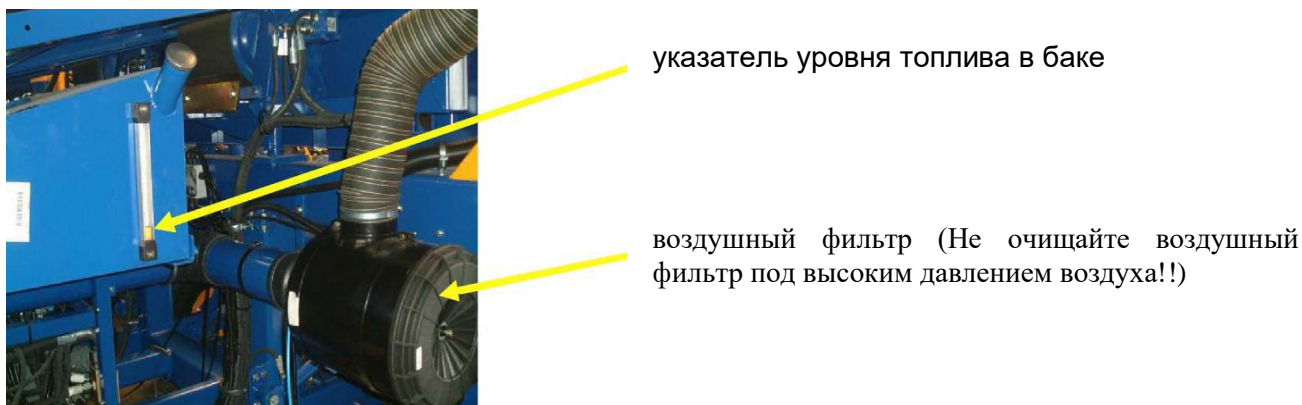 указатель уровня топлива в баке
воздушный фильтр (Не очищайте воздушный
фильтр под высоким давлением воздуха!!)